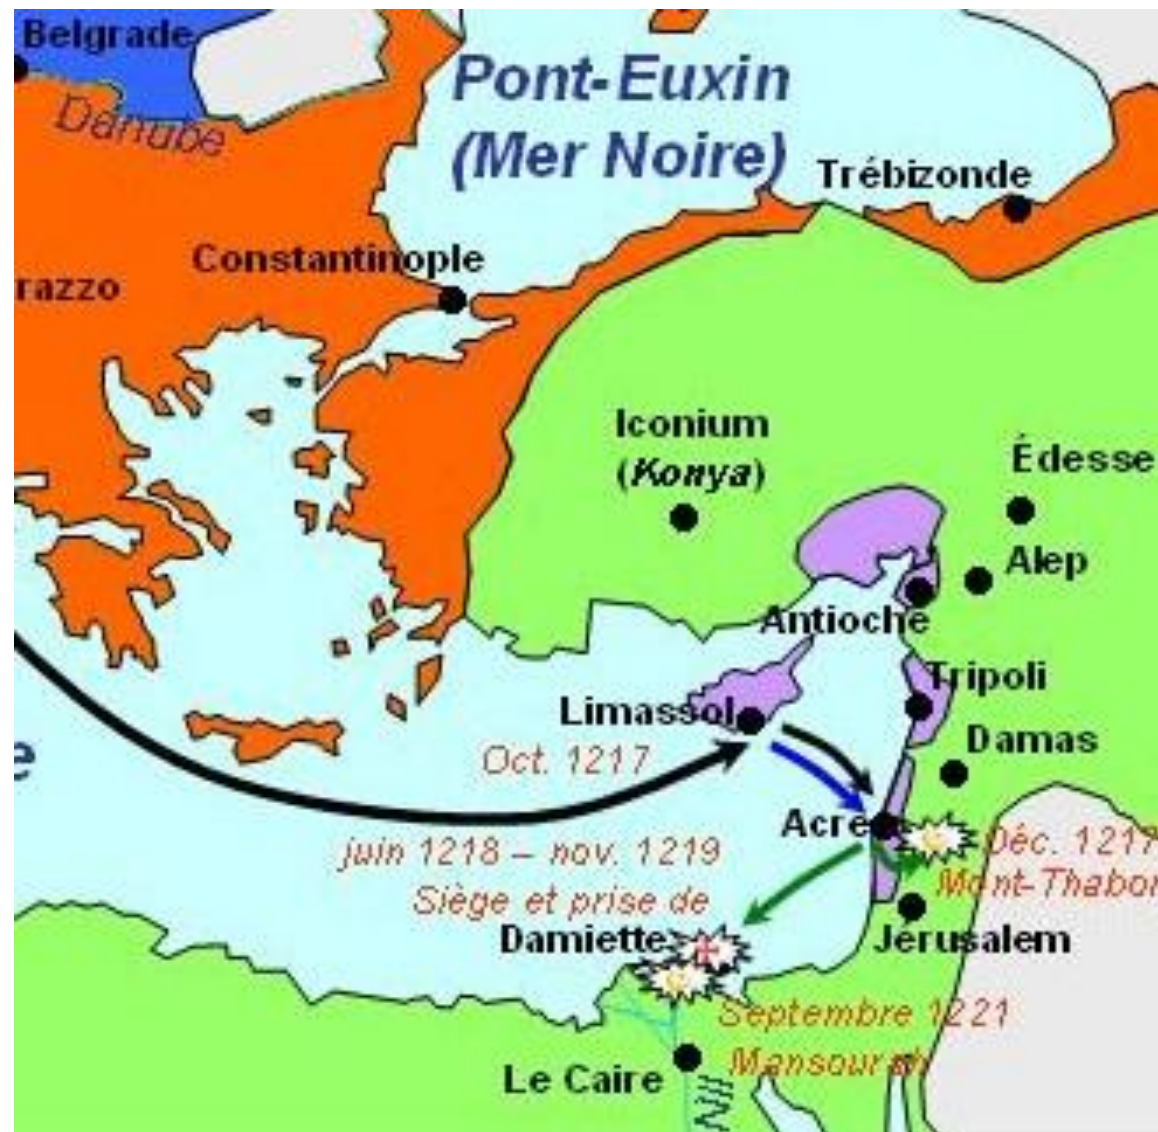 Belgrade
Danube
Pont-Euxin
(Mer Noire)
Trébizonde
Constantinople
razzo
Iconium
(Konya)
Édesse
Alep
Antioche
Tripoli
Limassol
Damas
e
Oct. 1217
Acre
juin 1218 – nov. 1219
Déc. 1217
Mont-Thabor
Siège et prise de
Damiette
Jérusalem
Septembre 1221
Mansourah
Le Caire